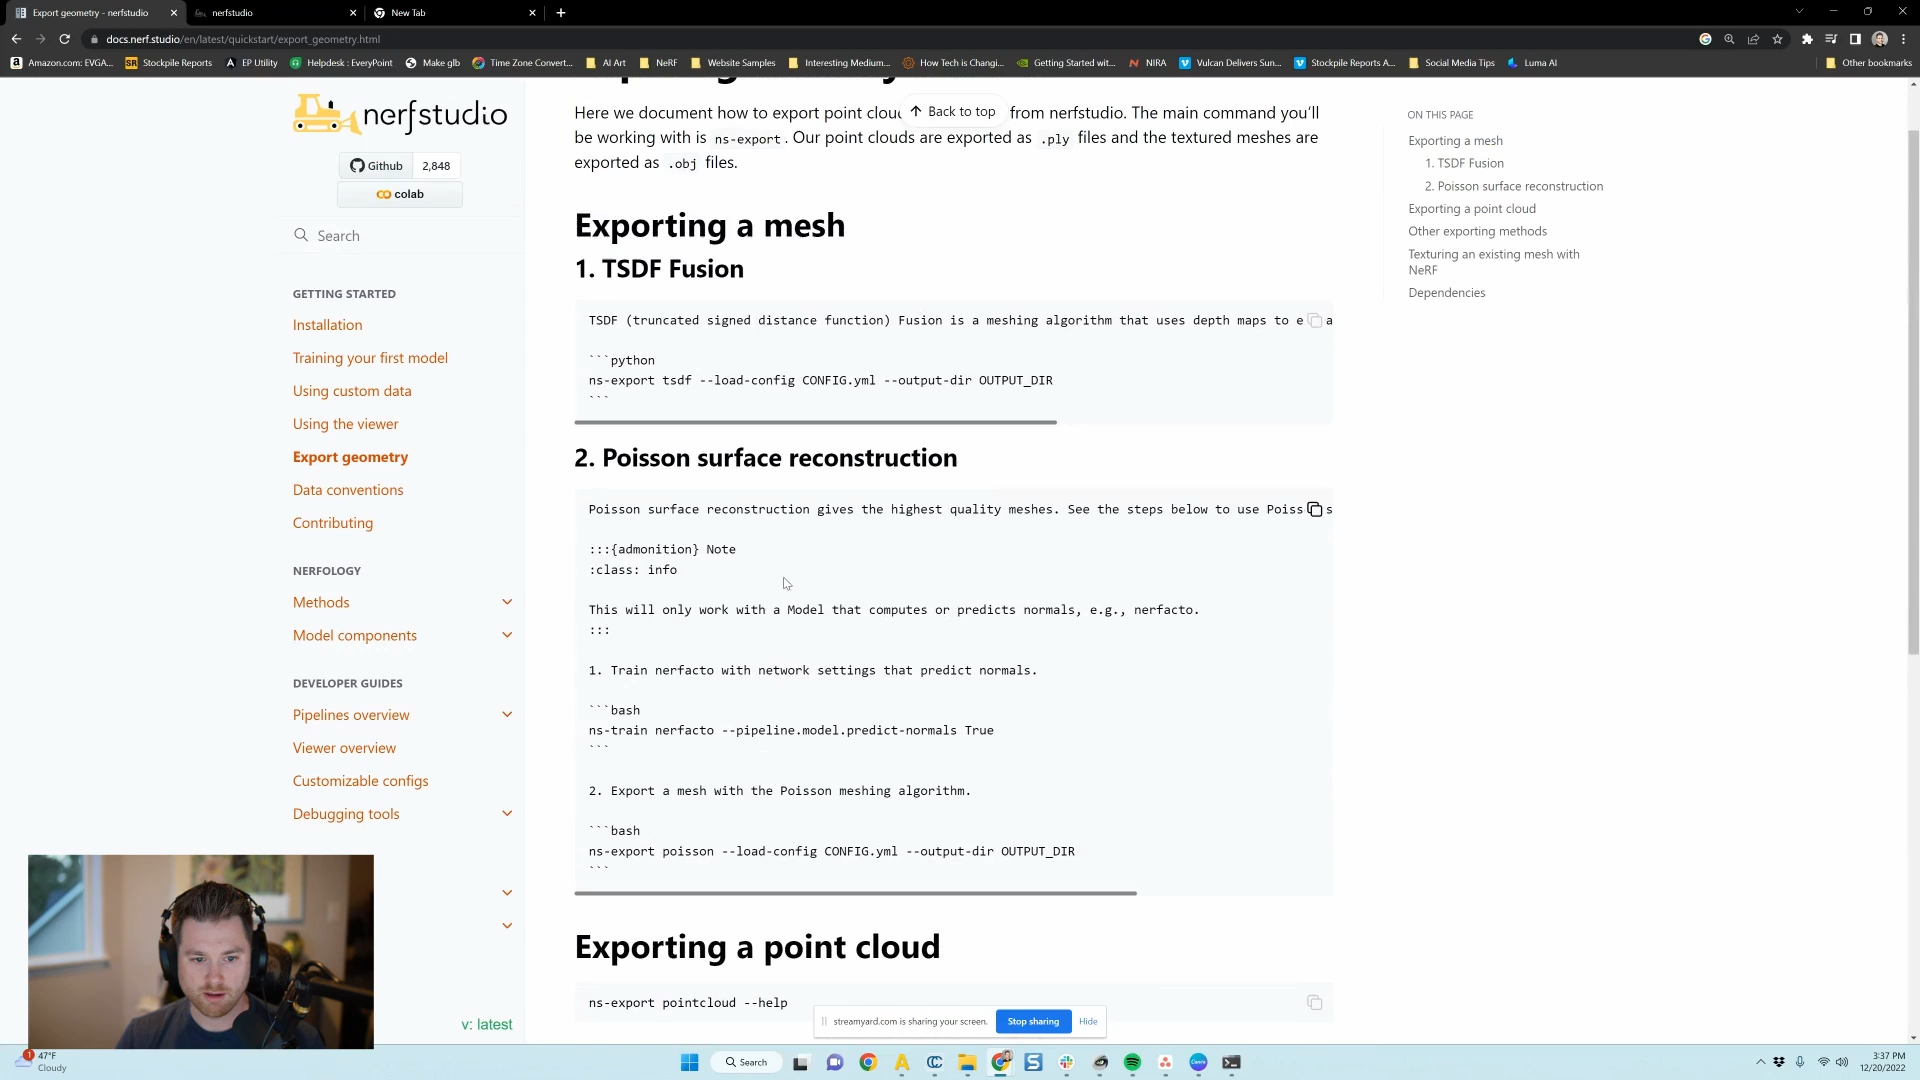 Export geometry - nerfstudio
nerfstudio
New Tab
docs.nerf.studio/en/latest/quickstart/export_geometry.html
Amazon.com: EVGA...
Stockpile Reports
EP Utility
Helpdesk : EveryPoint
Make glb
Time Zone Convert...
AI Art
NeRF
Website Samples
Interesting Medium...
How Tech is Changi...
Getting Started wit...
NIRA
Vulcan Delivers Sun...
Stockpile Reports A...
Social Media Tips
Luma AI
Other bookmarks
nerfstudio
Github 2,848
colab
Search
GETTING STARTED
Installation
Training your first model
Using custom data
Using the viewer
Export geometry
Data conventions
Contributing
NERFOLOGY
Methods
Model components
DEVELOPER GUIDES
Pipelines overview
Viewer overview
Customizable configs
Debugging tools
v: latest
Back to top
Here we document how to export point clou from nerfstudio. The main command you'll
be working with is ns-export. Our point clouds are exported as .ply files and the textured meshes are
exported as .obj files.
Exporting a mesh
1. TSDF Fusion
TSDF (truncated signed distance function) Fusion is a meshing algorithm that uses depth maps to e a
```python
ns-export tsdf --load-config CONFIG.yml --output-dir OUTPUT_DIR
```
2. Poisson surface reconstruction
Poisson surface reconstruction gives the highest quality meshes. See the steps below to use Poiss s
:::{admonition} Note
:class: info
This will only work with a Model that computes or predicts normals, e.g., nerfacto.
:::
1. Train nerfacto with network settings that predict normals.
```bash
ns-train nerfacto --pipeline.model.predict-normals True
```
2. Export a mesh with the Poisson meshing algorithm.
```bash
ns-export poisson --load-config CONFIG.yml --output-dir OUTPUT_DIR
```
Exporting a point cloud
ns-export pointcloud --help
ON THIS PAGE
Exporting a mesh
1. TSDF Fusion
2. Poisson surface reconstruction
Exporting a point cloud
Other exporting methods
Texturing an existing mesh with
NeRF
Dependencies
streamyard.com is sharing your screen.
Stop sharing
Hide
1
47°F
Cloudy
Search
3:37 PM
12/20/2022